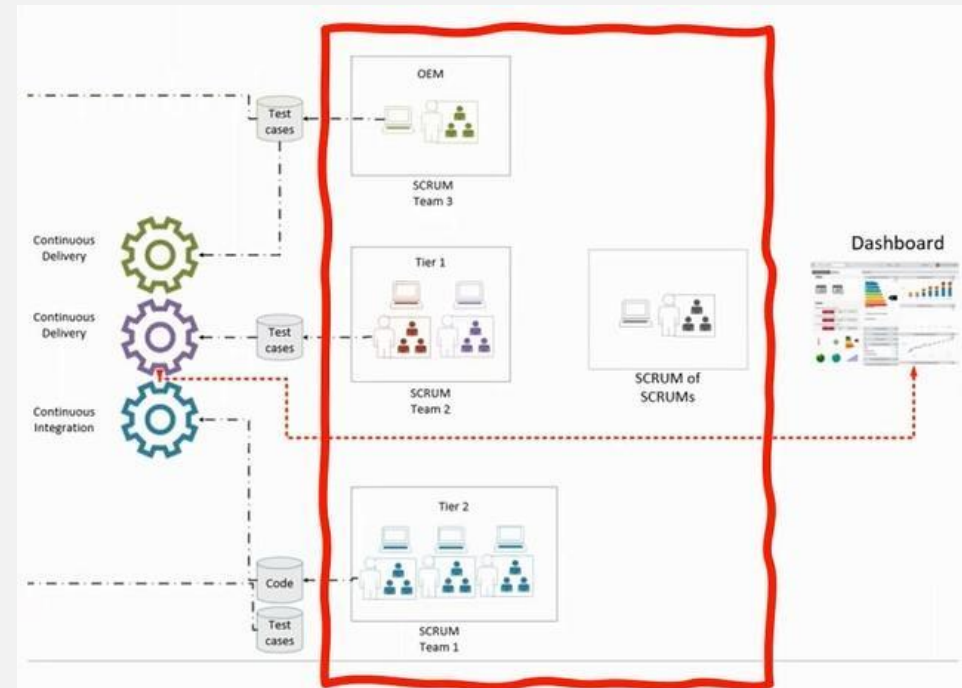 OEM
Test
cases
SCRUM
Team 3
Continuous
Delivery
Tier 1
Dashboard
Continuous
Delivery
Test
cases
SCRUM
Team 2
SCRUM of
SCRUMs
Continuous
Integration
Tier 2
Code
Test
cases
SCRUM
Team 1